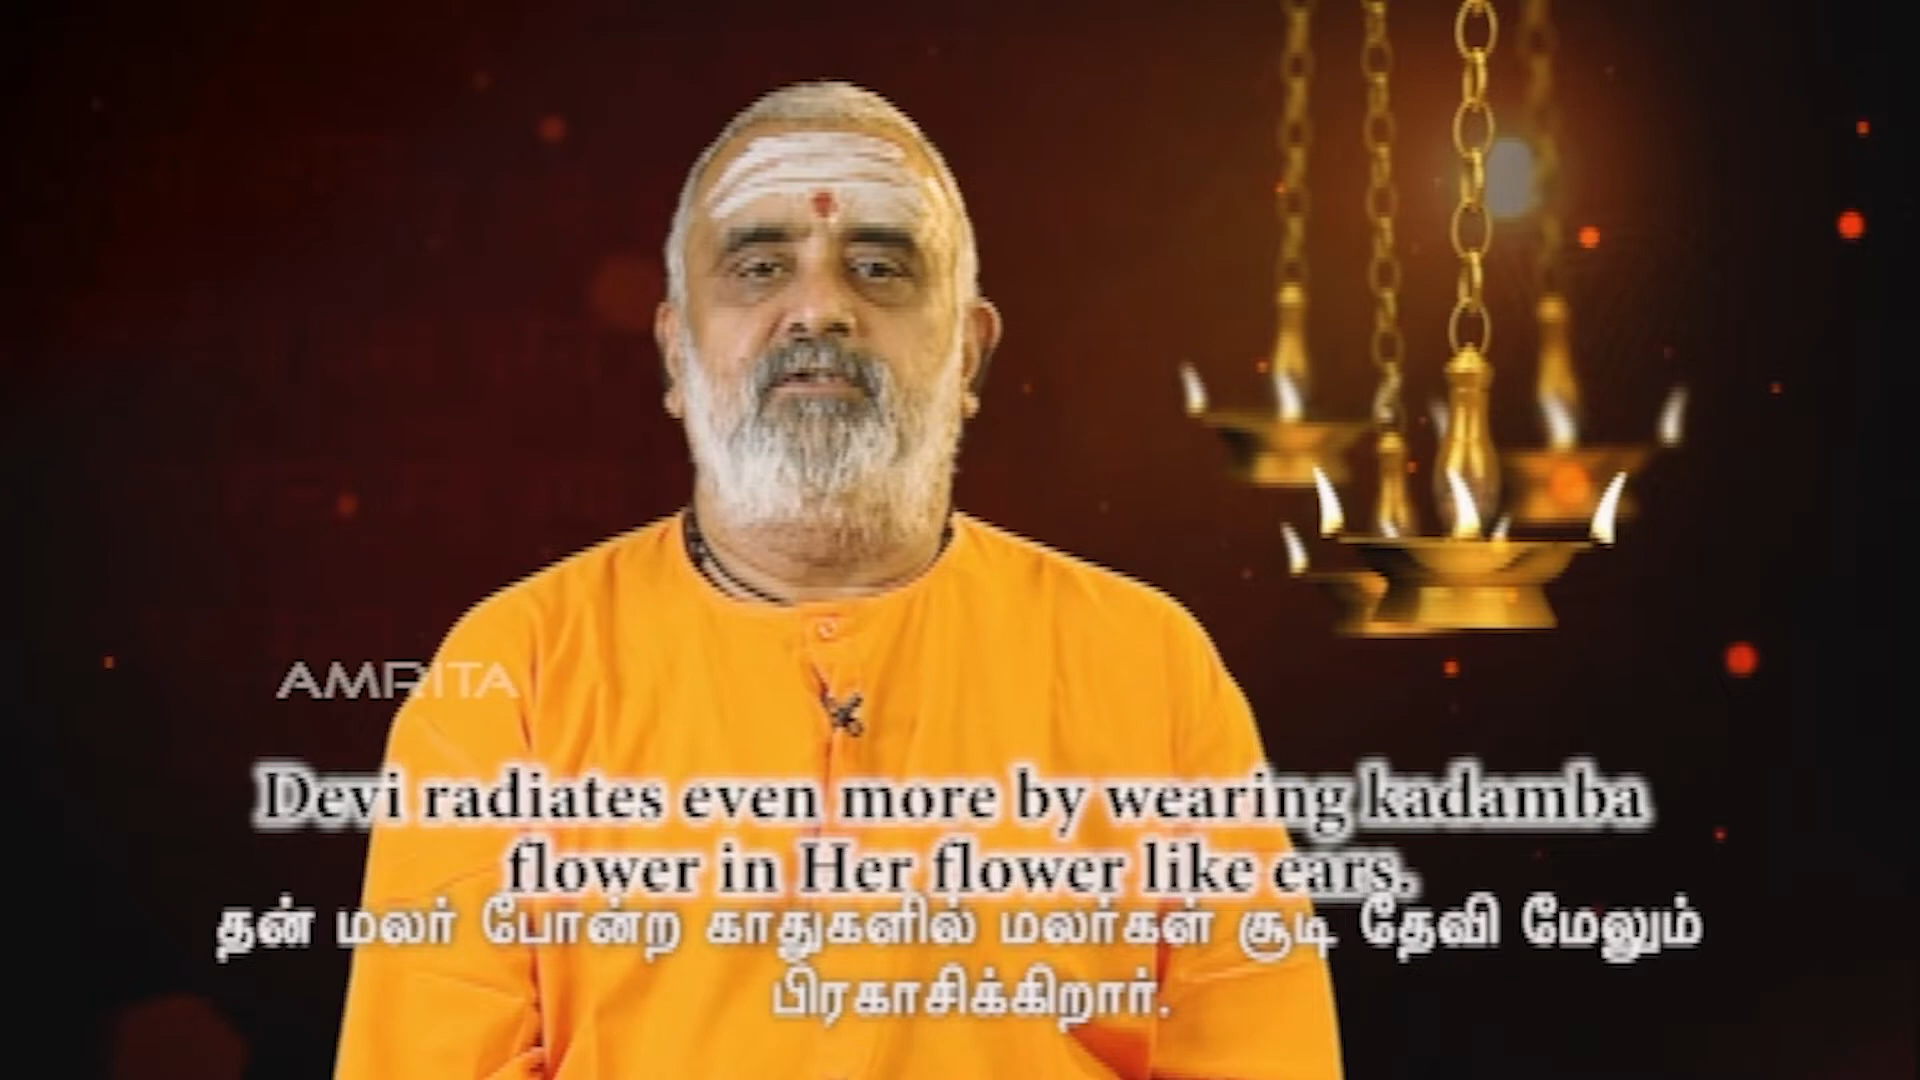 AMRITA
Devi radiates even more by wearing kadamba
flower in Her flower like ears.
தன் மலர் போன்ற காதுகளில் மலர்கள் சூடி தேவி மேலும்
பிரகாசிக்கிறார்.